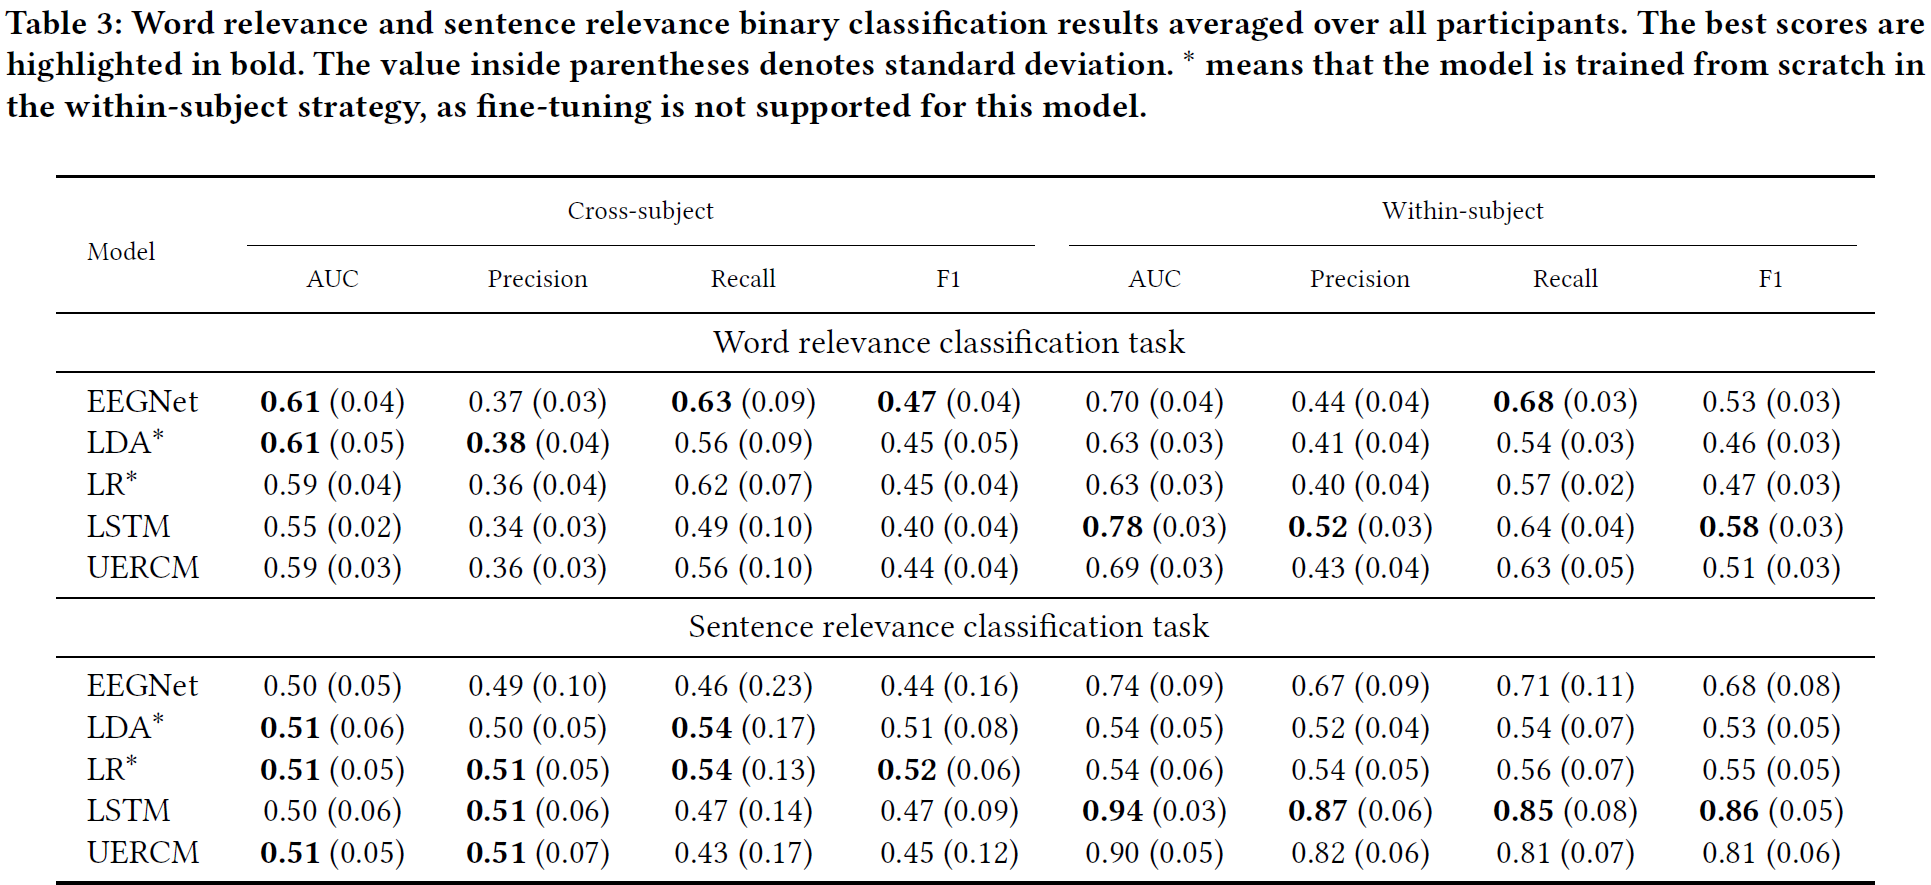 Table 3: Word relevance and sentence relevance binary classification results averaged over all participants. The best scores are
highlighted in bold. The value inside parentheses denotes standard deviation. * means that the model is trained from scratch in
the within-subject strategy, as fine-tuning is not supported for this model.
Cross-subject Within-subject
Model
AUC Precision Recall F1 AUC Precision Recall F1
Word relevance classification task
EEGNet 0.61 (0.04) 0.37 (0.03) 0.63 (0.09) 0.47 (0.04) 0.70 (0.04) 0.44 (0.04) 0.68 (0.03) 0.53 (0.03)
LDA* 0.61 (0.05) 0.38 (0.04) 0.56 (0.09) 0.45 (0.05) 0.63 (0.03) 0.41 (0.04) 0.54 (0.03) 0.46 (0.03)
LR* 0.59 (0.04) 0.36 (0.04) 0.62 (0.07) 0.45 (0.04) 0.63 (0.03) 0.40 (0.04) 0.57 (0.02) 0.47 (0.03)
LSTM 0.55 (0.02) 0.34 (0.03) 0.49 (0.10) 0.40 (0.04) 0.78 (0.03) 0.52 (0.03) 0.64 (0.04) 0.58 (0.03)
UERCM 0.59 (0.03) 0.36 (0.03) 0.56 (0.10) 0.44 (0.04) 0.69 (0.03) 0.43 (0.04) 0.63 (0.05) 0.51 (0.03)
Sentence relevance classification task
EEGNet 0.50 (0.05) 0.49 (0.10) 0.46 (0.23) 0.44 (0.16) 0.74 (0.09) 0.67 (0.09) 0.71 (0.11) 0.68 (0.08)
LDA* 0.51 (0.06) 0.50 (0.05) 0.54 (0.17) 0.51 (0.08) 0.54 (0.05) 0.52 (0.04) 0.54 (0.07) 0.53 (0.05)
LR* 0.51 (0.05) 0.51 (0.05) 0.54 (0.13) 0.52 (0.06) 0.54 (0.06) 0.54 (0.05) 0.56 (0.07) 0.55 (0.05)
LSTM 0.50 (0.06) 0.51 (0.06) 0.47 (0.14) 0.47 (0.09) 0.94 (0.03) 0.87 (0.06) 0.85 (0.08) 0.86 (0.05)
UERCM 0.51 (0.05) 0.51 (0.07) 0.43 (0.17) 0.45 (0.12) 0.90 (0.05) 0.82 (0.06) 0.81 (0.07) 0.81 (0.06)